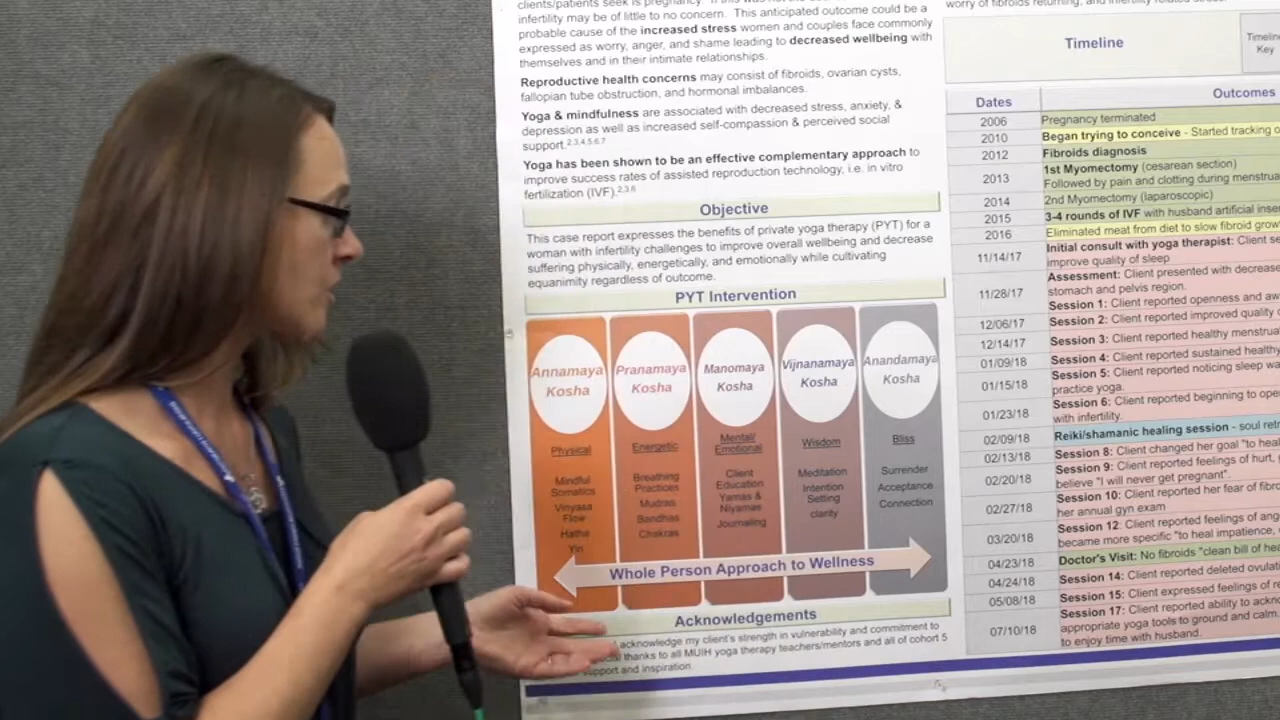 clients/patients seek is pregnancy.
infertility may be of little to no concern. This anticipated outcome could be a
probable cause of the increased stress women and couples face commonly
expressed as worry, anger, and shame leading to decreased wellbeing with
themselves and in their intimate relationships.
Reproductive health concerns may consist of fibroids, ovarian cysts,
fallopian tube obstruction, and hormonal imbalances.
Yoga & mindfulness are associated with decreased stress, anxiety, &
depression as well as increased self-compassion & perceived social
support.2,3,4,5,6,7
Yoga has been shown to be an effective complementary approach to
improve success rates of assisted reproduction technology, i.e. in vitro
fertilization (IVF).2,3,6
Objective
This case report expresses the benefits of private yoga therapy (PYT) for a
woman with infertility challenges to improve overall wellbeing and decrease
suffering physically, energetically, and emotionally while cultivating
equanimity regardless of outcome.
PYT Intervention
Annamaya
Kosha
Physical
Mindful
Somatics
Vinyasa
Flow
Hatha
Yin
Pranamaya
Kosha
Energetic
Breathing
Practices
Mudras
Bandhas
Chakras
Manomaya
Kosha
Mental/
Emotional
Client
Education
Yamas &
Niyamas
Journaling
Vijnanamaya
Kosha
Wisdom
Meditation
Intention
Setting
clarity
Anandamaya
Kosha
Bliss
Surrender
Acceptance
Connection
Whole Person Approach to Wellness
Acknowledgements
acknowledge my client's strength in vulnerability and commitment to
thanks to all MUIH yoga therapy teachers/mentors and all of cohort 5
support and inspiration.
worry of fibroids returning, and infertility related
Timeline
Timeline
Key
Dates Outcomes
2006 Pregnancy terminated
2010 Began trying to conceive - Started tracking
2012 Fibroids diagnosis
2013 1st Myomectomy (cesarean section)
Followed by pain and clotting during
2014 2nd Myomectomy (laparoscopic)
2015 3-4 rounds of IVF with husband artificial
2016 Eliminated meat from diet to slow fibroid
11/14/17 Initial consult with yoga therapist: Client
improve quality of sleep
11/28/17 Assessment: Client presented with
stomach and pelvis region.
Session 1: Client reported openness and
12/06/17 Session 2: Client reported improved quality
12/14/17 Session 3: Client reported healthy
01/09/18 Session 4: Client reported sustained healthy
01/15/18 Session 5: Client reported noticing sleep
practice yoga.
01/23/18 Session 6: Client reported beginning to
with infertility.
02/09/18 Reiki/shamanic healing session - soul
02/13/18 Session 8: Client changed her goal "to
02/20/18 Session 9: Client reported feelings of hurt,
believe "I will never get pregnant".
02/27/18 Session 10: Client reported her fear of
her annual gyn exam
03/20/18 Session 12: Client reported feelings of
became more specific "to heal impatience,
04/23/18 Doctor's Visit: No fibroids "clean bill of
04/24/18 Session 14: Client reported deleted
05/08/18 Session 15: Client expressed feelings of
07/10/18 Session 17: Client reported ability to
appropriate yoga tools to ground and calm.
to enjoy time with husband.